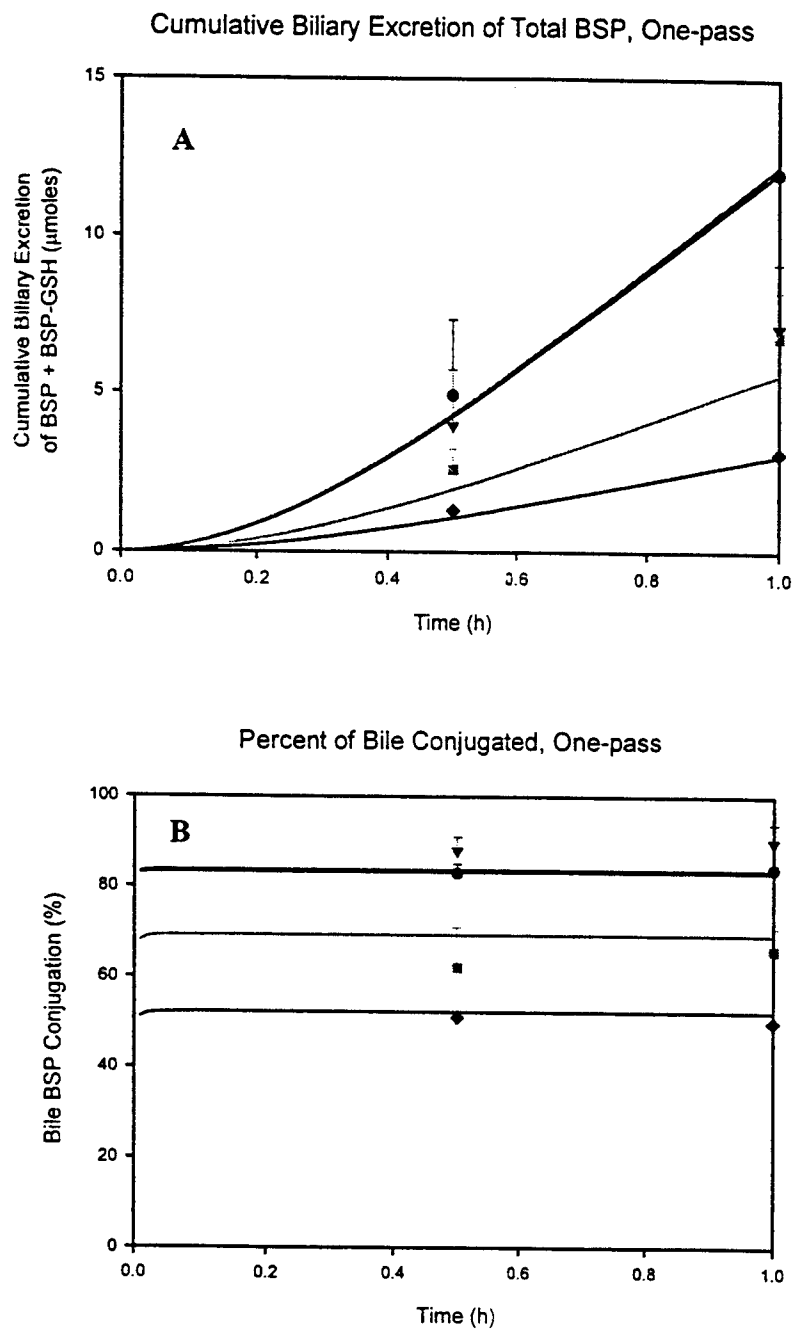 Cumulative Biliary Excretion of Total BSP, One-pass
15
A
10
5
0
Cumulative Biliary Excretion
of BSP + BSP-GSH (μmoles)
0.0 0.2 0.4 0.6 0.8 1.0
Time (h)
Percent of Bile Conjugated, One-pass
100
B
80
60
40
20
0
Bile BSP Conjugation (%)
0.0 0.2 0.4 0.6 0.8 1.0
Time (h)